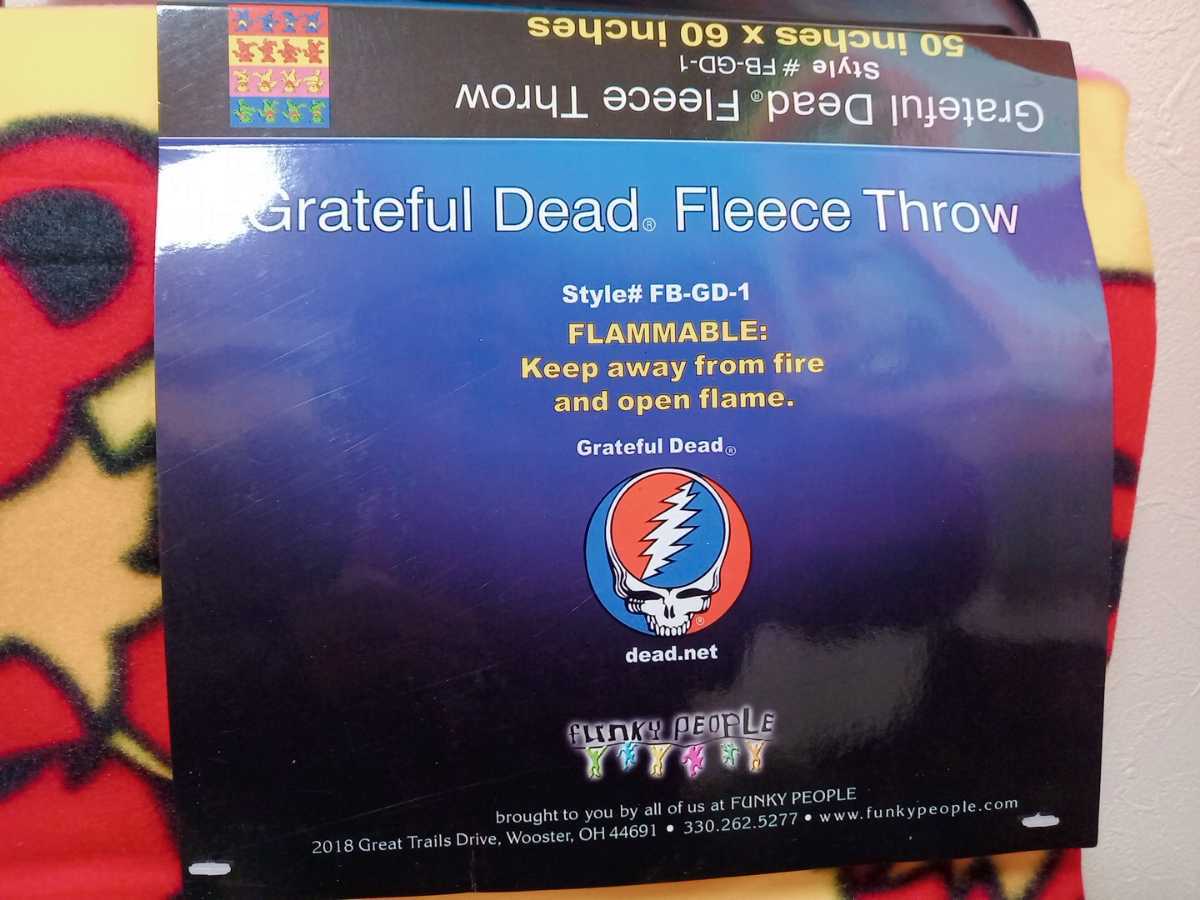 50 inches x 60 inches
Style # FB-GD-1
Grateful Dead® Fleece Throw
Grateful Dead® Fleece Throw
Style# FB-GD-1
FLAMMABLE:
Keep away from fire
and open flame.
Grateful Dead®
®
dead.net
fUNKY PEOPLE
brought to you by all of us at FUNKY PEOPLE
2018 Great Trails Drive, Wooster, OH 44691 • 330.262.5277 • www.funkypeople.com